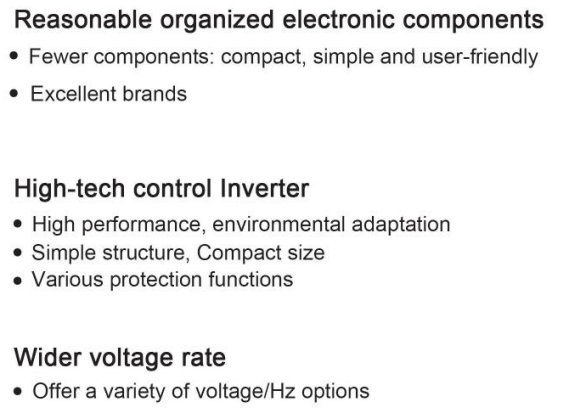 Reasonable organized electronic components
• Fewer components: compact, simple and user-friendly
• Excellent brands
High-tech control Inverter
• High performance, environmental adaptation
• Simple structure, Compact size
• Various protection functions
Wider voltage rate
• Offer a variety of voltage/Hz options